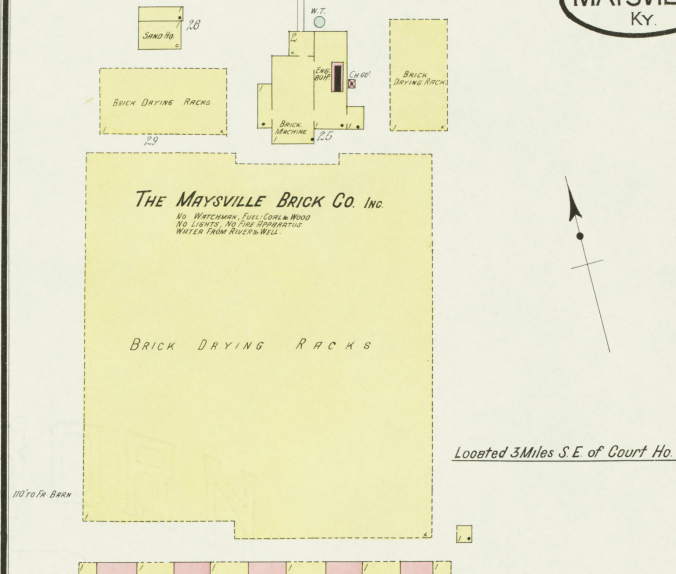 MAYSVIL
KY.
W.T.
28
SAND HO.
2
ENG.
BOIL'R
CH. 60'.
BRICK
DRYING RACKS
BRICK DRYING RACKS
29
BRICK
MACHINE
25
THE MAYSVILLE BRICK CO. INC.
NO WATCHMAN, FUEL: COAL & WOOD
NO LIGHTS, NO FIRE APPARATUS
WATER FROM RIVER & WELL.
BRICK DRYING RACKS
Located 3 Miles S.E. of Court Ho.
110' TO FR BARN